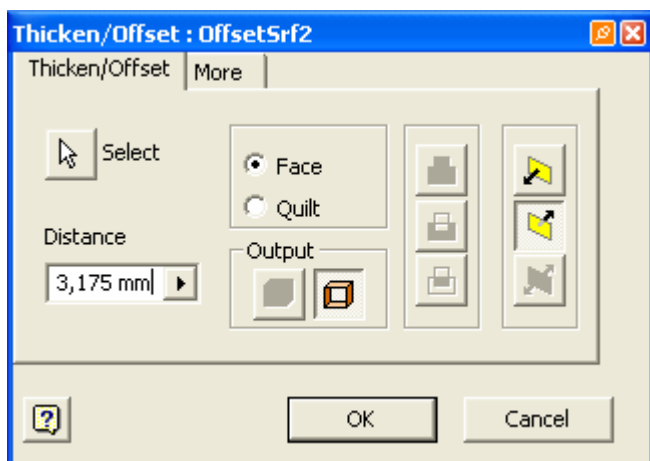 Thicken/Offset : OffsetSrf2
Thicken/Offset More
Select
Face
Quilt
Distance
Output
3,175 mm
OK Cancel